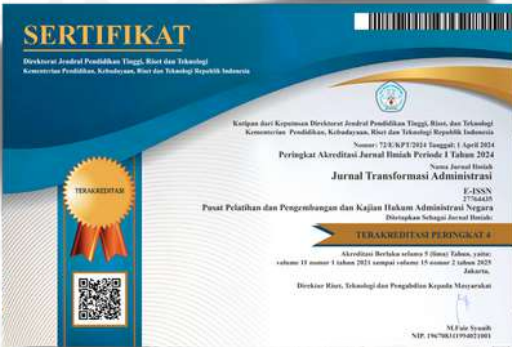 SERTIFIKAT
Direktorat Jendral Pendidikan Tinggi, Riset dan Teknologi
Kementerian Pendidikan, Kebudayaan, Riset dan Teknologi Republik Indonesia
Kutipan dari Keputusan Direktorat Jendral Pendidikan Tinggi, Riset, dan Teknologi
Kementerian Pendidikan, Kebudayaan, Riset dan Teknologi Republik Indonesia
Nomor: 72/E/KPT/2024 Tanggal: 1 April 2024
Peringkat Akreditasi Jurnal Ilmiah Periode I Tahun 2024
Nama Jurnal Ilmiah
Jurnal Transformasi Administrasi
E-ISSN
27764435
Pusat Pelatihan dan Pengembangan dan Kajian Hukum Administrasi Negara
Ditetapkan Sebagai Jurnal Ilmiah:
TERAKREDITASI PERINGKAT 4
TERAKREDITASI
Akreditasi Berlaku selama 5 (lima) Tahun, yaitu:
volume 11 nomor 1 tahun 2021 sampai volume 15 nomor 2 tahun 2025
Jakarta,
Direktur Riset, Teknologi dan Pengabdian Kepada Masyarakat
M.Faiz Syuaib
NIP. 196708311994021001